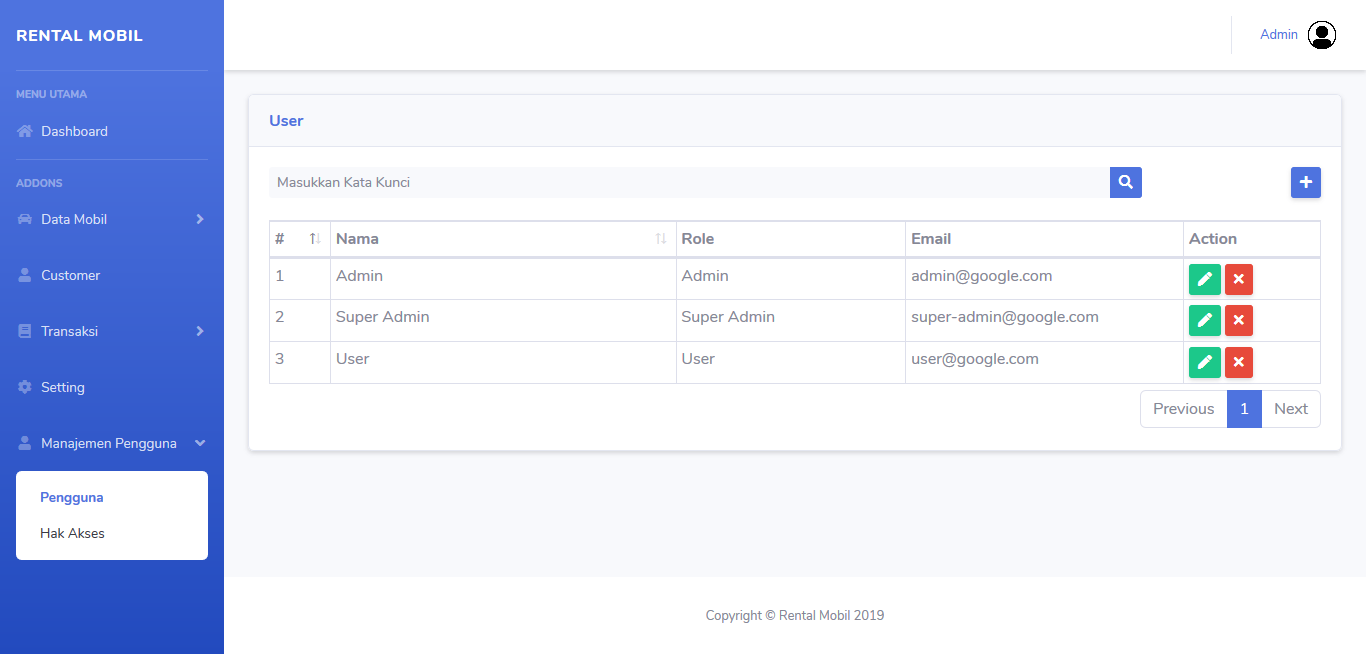 RENTAL MOBIL
MENU UTAMA
Dashboard
ADDONS
Data Mobil
Customer
Transaksi
Setting
Manajemen Pengguna
Pengguna
Hak Akses
Admin
User
Masukkan Kata Kunci
# Nama Role Email Action
1 Admin Admin admin@google.com
2 Super Admin Super Admin super-admin@google.com
3 User User user@google.com
Previous 1 Next
Copyright © Rental Mobil 2019